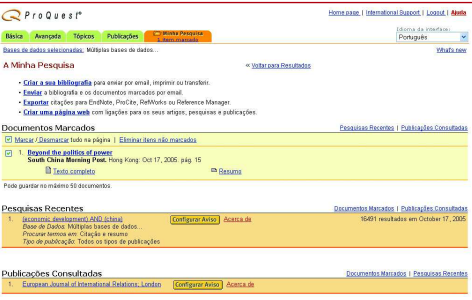 ProQuest®
Home page | International Support | Logout | Ajuda
Básica Avançada Tópicos Publicações Minha Pesquisa
1 item marcado
Idioma da interface:
Português
Bases de dados selecionadas: Múltiplas bases de dados...
What's new
A Minha Pesquisa
« Voltar para Resultados
• Criar a sua bibliografia para enviar por email, imprimir ou transferir.
• Enviar a bibliografia e os documentos marcados por email.
• Exportar citações para EndNote, ProCite, RefWorks ou Reference Manager.
• Criar uma página web com ligações para os seus artigos, pesquisas e publicações.
Documentos Marcados
Pesquisas Recentes | Publicações Consultadas
Marcar / Desmarcar tudo na página | Eliminar itens não marcados
1. Beyond the politics of power
South China Morning Post. Hong Kong: Oct 17, 2005. pág. 15
Texto completo Resumo
Pode guardar no máximo 50 documentos.
Pesquisas Recentes
Documentos Marcados | Publicações Consultadas
1. (economic development) AND (china) Configurar Aviso Acerca de 16491 resultados em October 17, 2005
Base de Dados: Múltiplas bases de dados...
Procurar termos em: Citação e resumo
Tipo de publicação: Todos os tipos de publicações
Publicações Consultadas
Documentos Marcados | Pesquisas Recentes
1. European Journal of International Relations; London Configurar Aviso Acerca de